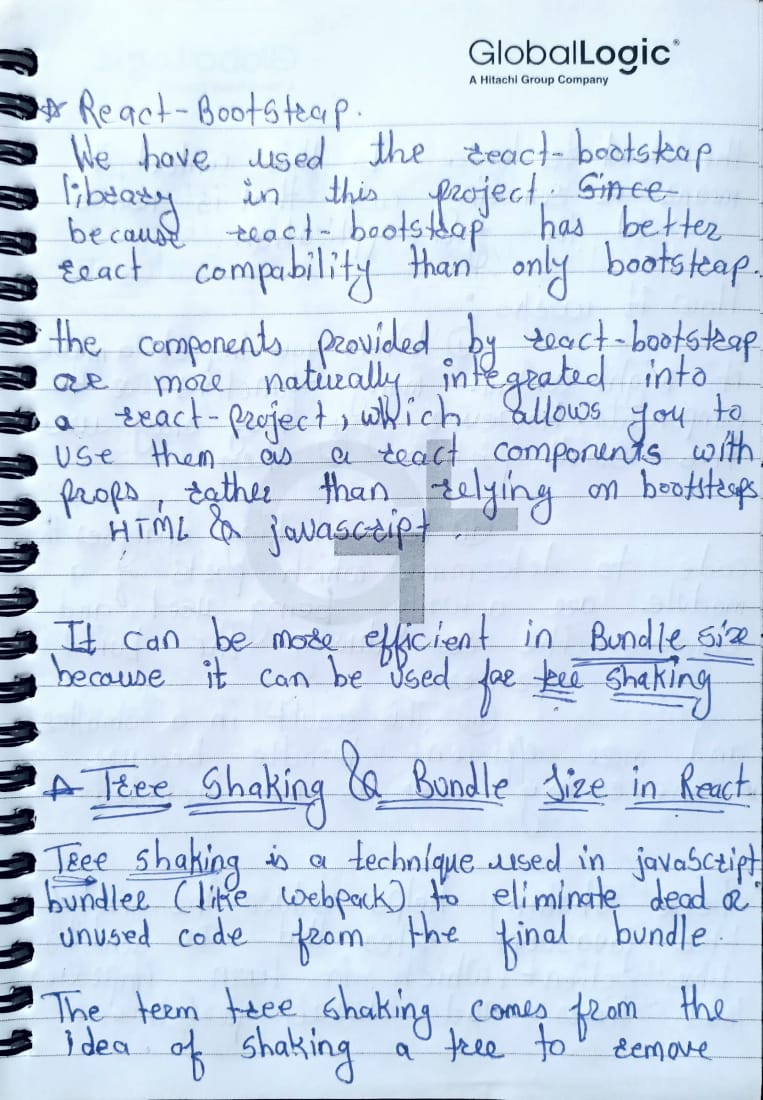 GlobalLogic
A Hitachi Group Company
☆ React-Bootstrap.
We have used the react-bootstrap
library in this project. Since
because react-bootstrap has better
react compability than only bootstrap.
the components provided by react-bootstrap
are more naturally integrated into
a react-project, which allows you to
use them as a react components with
props, rather than relying on bootstraps
HTML & javascript.
It can be more efficient in Bundle size
because it can be used for tree shaking
☆ Tree Shaking & Bundle Size in React
Tree shaking is a technique used in javascript
bundler (like webpack) to eliminate dead or
unused code from the final bundle.
The term tree shaking comes from the
idea of shaking a tree to remove